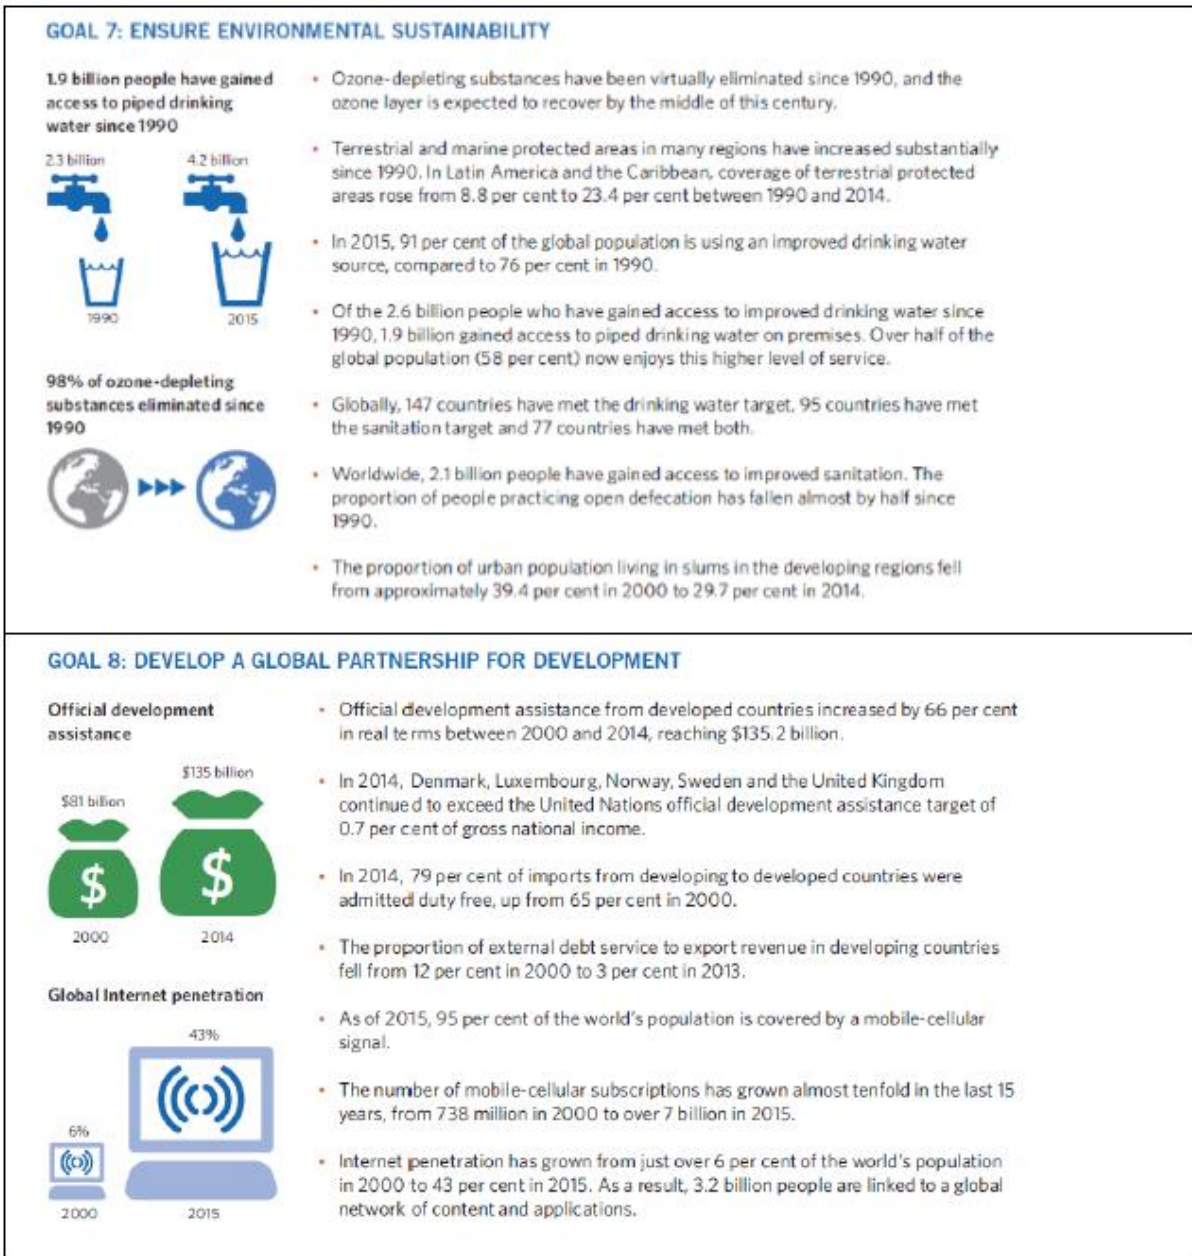 GOAL 7: ENSURE ENVIRONMENTAL SUSTAINABILITY
1.9 billion people have gained
access to piped drinking
water since 1990
2.3 billion
4.2 billion
1990
2015
98% of ozone-depleting
substances eliminated since
1990
• Ozone-depleting substances have been virtually eliminated since 1990, and the
ozone layer is expected to recover by the middle of this century.
• Terrestrial and marine protected areas in many regions have increased substantially
since 1990. In Latin America and the Caribbean, coverage of terrestrial protected
areas rose from 8.8 per cent to 23.4 per cent between 1990 and 2014.
• In 2015, 91 per cent of the global population is using an improved drinking water
source, compared to 76 per cent in 1990.
• Of the 2.6 billion people who have gained access to improved drinking water since
1990, 1.9 billion gained access to piped drinking water on premises. Over half of the
global population (58 per cent) now enjoys this higher level of service.
• Globally, 147 countries have met the drinking water target, 95 countries have met
the sanitation target and 77 countries have met both.
• Worldwide, 2.1 billion people have gained access to improved sanitation. The
proportion of people practicing open defecation has fallen almost by half since
1990.
• The proportion of urban population living in slums in the developing regions fell
from approximately 39.4 per cent in 2000 to 29.7 per cent in 2014.
GOAL 8: DEVELOP A GLOBAL PARTNERSHIP FOR DEVELOPMENT
Official development
assistance
$81 billion
$135 billion
$
$
2000
2014
Global Internet penetration
43%
6%
2000
2015
• Official development assistance from developed countries increased by 66 per cent
in real terms between 2000 and 2014, reaching $135.2 billion.
• In 2014, Denmark, Luxembourg, Norway, Sweden and the United Kingdom
continued to exceed the United Nations official development assistance target of
0.7 per cent of gross national income.
• In 2014, 79 per cent of imports from developing to developed countries were
admitted duty free, up from 65 per cent in 2000.
• The proportion of external debt service to export revenue in developing countries
fell from 12 per cent in 2000 to 3 per cent in 2013.
• As of 2015, 95 per cent of the world's population is covered by a mobile-cellular
signal.
• The number of mobile-cellular subscriptions has grown almost tenfold in the last 15
years, from 738 million in 2000 to over 7 billion in 2015.
• Internet penetration has grown from just over 6 per cent of the world's population
in 2000 to 43 per cent in 2015. As a result, 3.2 billion people are linked to a global
network of content and applications.